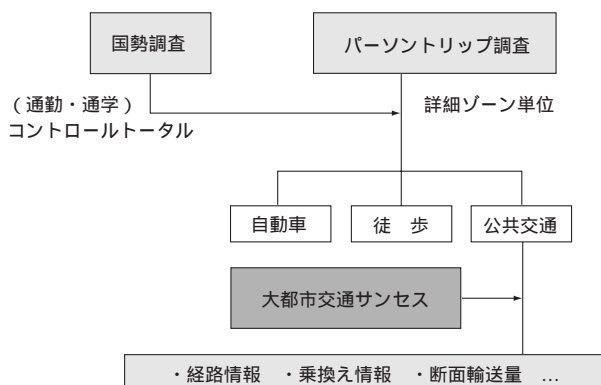 国勢調査
パーソントリップ調査
（通勤・通学）
コントロールトータル
詳細ゾーン単位
自動車
徒　歩
公共交通
大都市交通サンセス
・経路情報　・乗換え情報　・断面輸送量　…